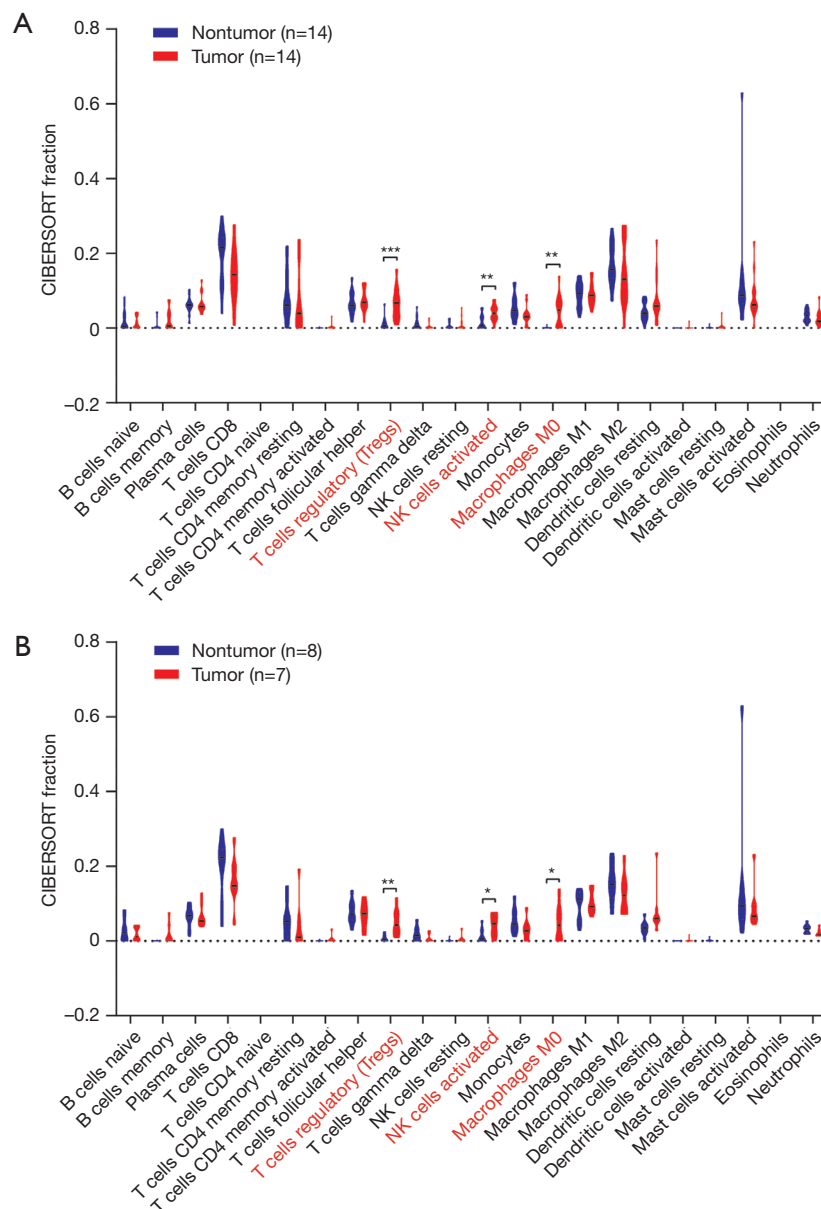 A
Nontumor (n=14)
Tumor (n=14)
CIBERSORT fraction
0.8
0.6
0.4
0.2
0
–0.2
***
**
**
B cells naive
B cells memory
Plasma cells
T cells CD8
T cells CD4 naive
T cells CD4 memory resting
T cells CD4 memory activated
T cells follicular helper
T cells regulatory (Tregs)
T cells gamma delta
NK cells resting
NK cells activated
Monocytes
Macrophages M0
Macrophages M1
Macrophages M2
Dendritic cells resting
Dendritic cells activated
Mast cells resting
Mast cells activated
Eosinophils
Neutrophils
B
Nontumor (n=8)
Tumor (n=7)
CIBERSORT fraction
0.8
0.6
0.4
0.2
0
–0.2
**
*
*
B cells naive
B cells memory
Plasma cells
T cells CD8
T cells CD4 naive
T cells CD4 memory resting
T cells CD4 memory activated
T cells follicular helper
T cells regulatory (Tregs)
T cells gamma delta
NK cells resting
NK cells activated
Monocytes
Macrophages M0
Macrophages M1
Macrophages M2
Dendritic cells resting
Dendritic cells activated
Mast cells resting
Mast cells activated
Eosinophils
Neutrophils